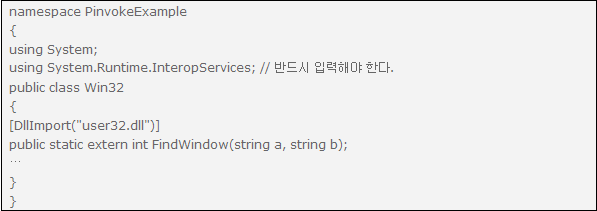 namespace PinvokeExample
{
using System;
using System.Runtime.InteropServices; // 반드시 입력해야 한다.
public class Win32
{
[DllImport("user32.dll")]
public static extern int FindWindow(string a, string b);
…
}
}